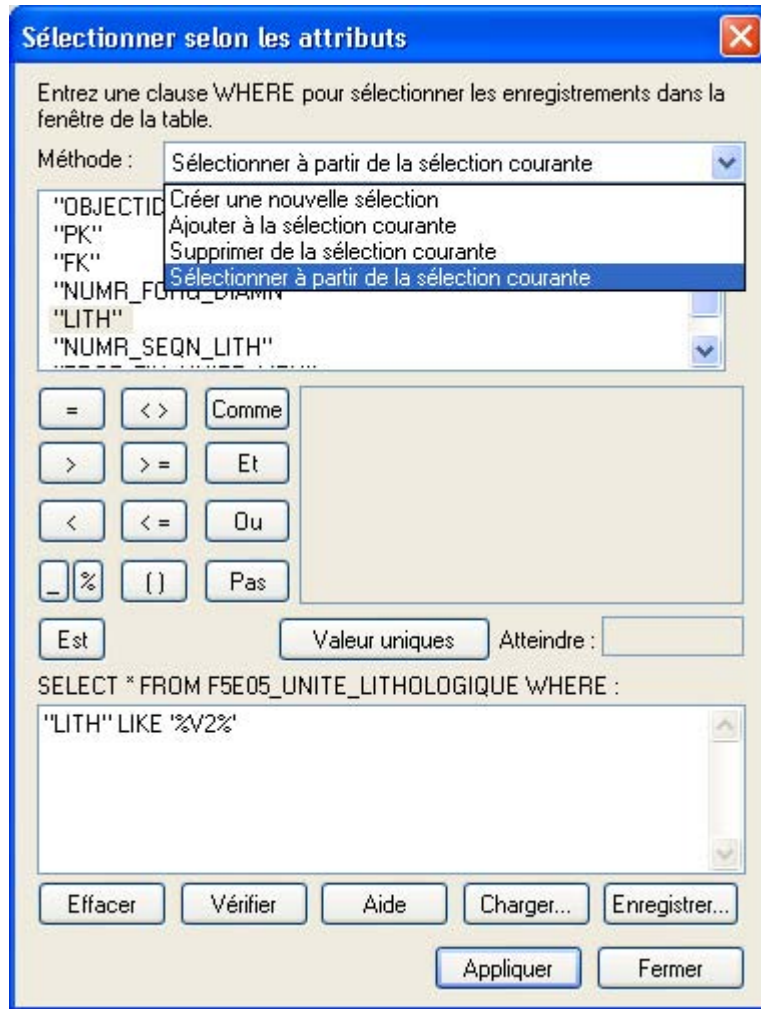 Sélectionner selon les attributs
Entrez une clause WHERE pour sélectionner les enregistrements dans la
fenêtre de la table.
Méthode : Sélectionner à partir de la sélection courante
Créer une nouvelle sélection
Ajouter à la sélection courante
Supprimer de la sélection courante
Sélectionner à partir de la sélection courante
"OBJECTID
"PK"
"FK"
"NUMR_FORG_DIAMN"
"LITH"
"NUMR_SEQN_LITH"
= < > Comme
> > = Et
< < = Ou
_ % ( ) Pas
Est Valeur uniques Atteindre :
SELECT * FROM F5E05_UNITE_LITHOLOGIQUE WHERE :
"LITH" LIKE '%V2%'
Effacer Vérifier Aide Charger... Enregistrer...
Appliquer Fermer